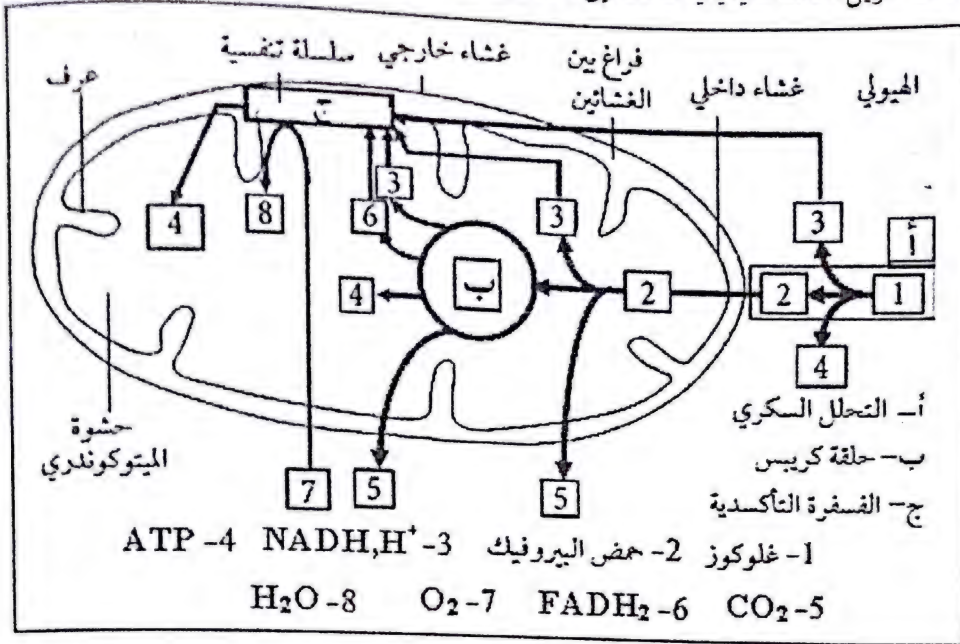 سلسلة تنفسية
غشاء خارجي
فراغ بين
الغشائين
غشاء داخلي
الهيولي
عرف
ج
3
6
3
3
أ
8
4
4
ب
2
2
1
4
حشوة
الميتوكوندري
7
5
5
أ– التحلل السكري
ب– حلقة كريبس
ج– الفسفرة التأكسدية
1- غلوكوز 2- حمض البيروفيك NADH,H⁺ -3 ATP -4
CO₂ -5 FADH₂ -6 O₂ -7 H₂O -8